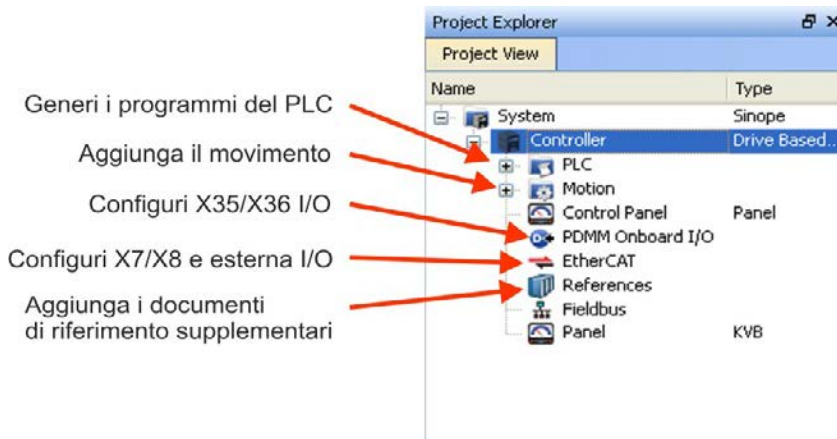 Project Explorer
Project View
Name Type
System Sinope
Controller Drive Based...
PLC
Motion
Control Panel Panel
PDMM Onboard I/O
EtherCAT
References
Fieldbus
Panel KVB
Generi i programmi del PLC
Aggiunga il movimento
Configuri X35/X36 I/O
Configuri X7/X8 e esterna I/O
Aggiunga i documenti
di riferimento supplementari